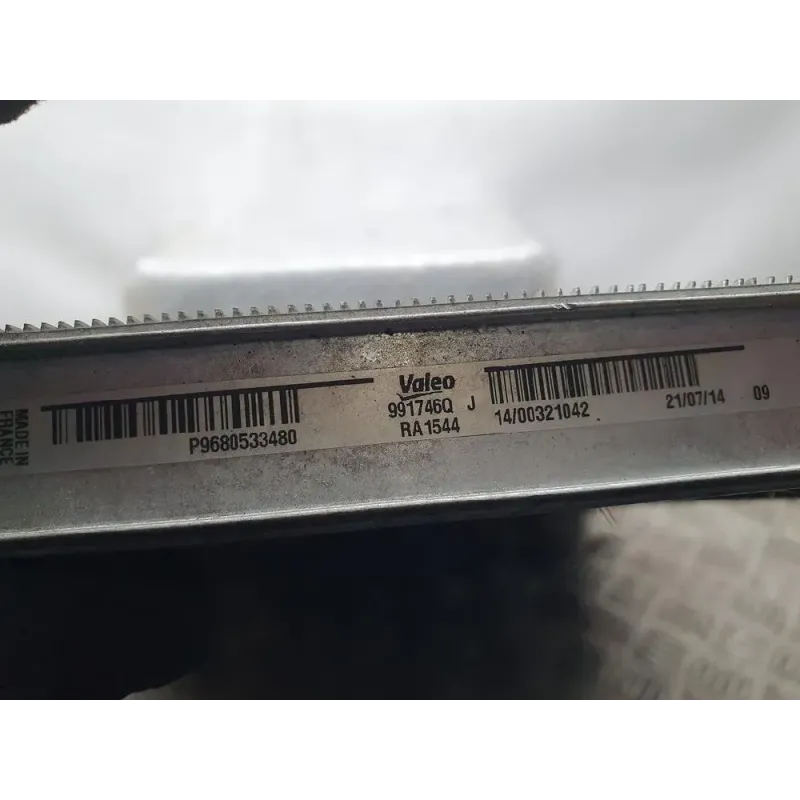 MADE IN
FRANCE
P9680533480
Valeo
991746Q J
RA1544
14/00321042
21/07/14 09